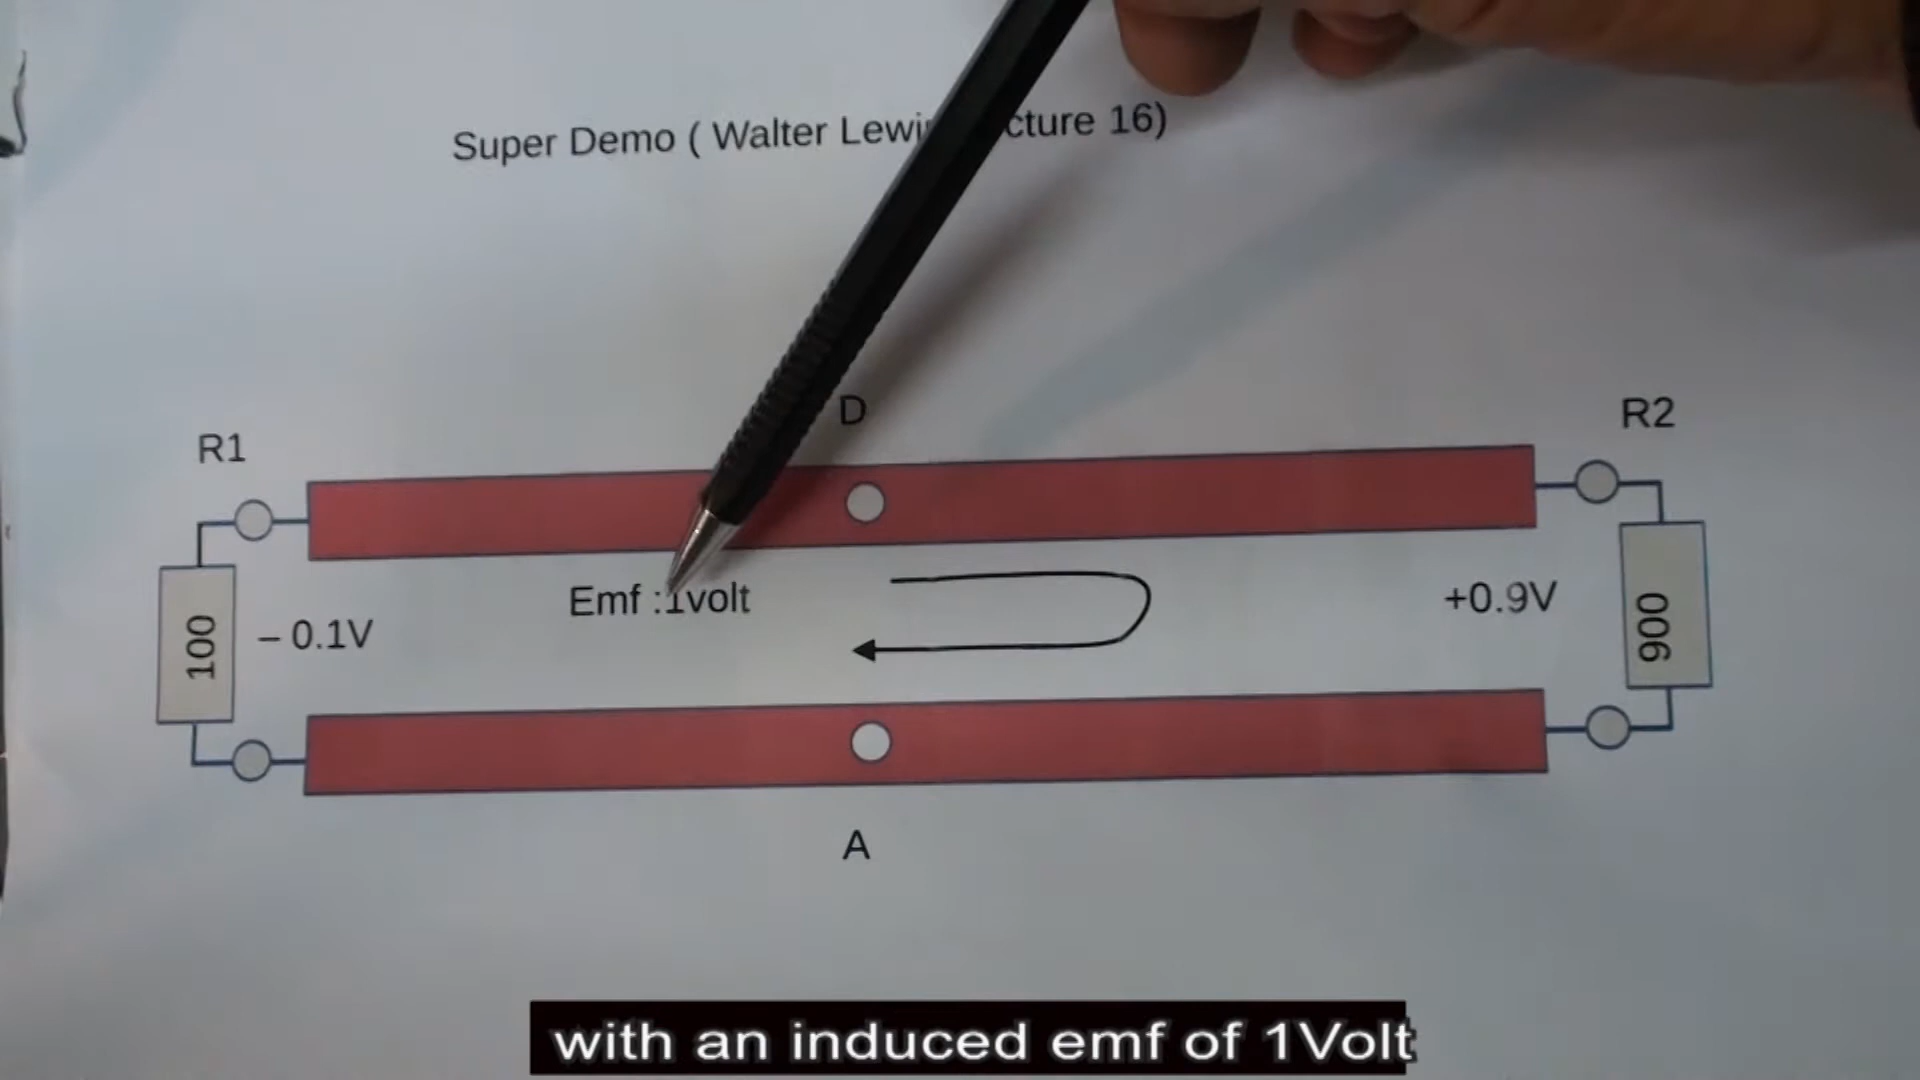 Super Demo ( Walter Lewi cture 16)
D
R1
R2
Emf :1volt
+0.9V
100
– 0.1V
900
A
with an induced emf of 1Volt